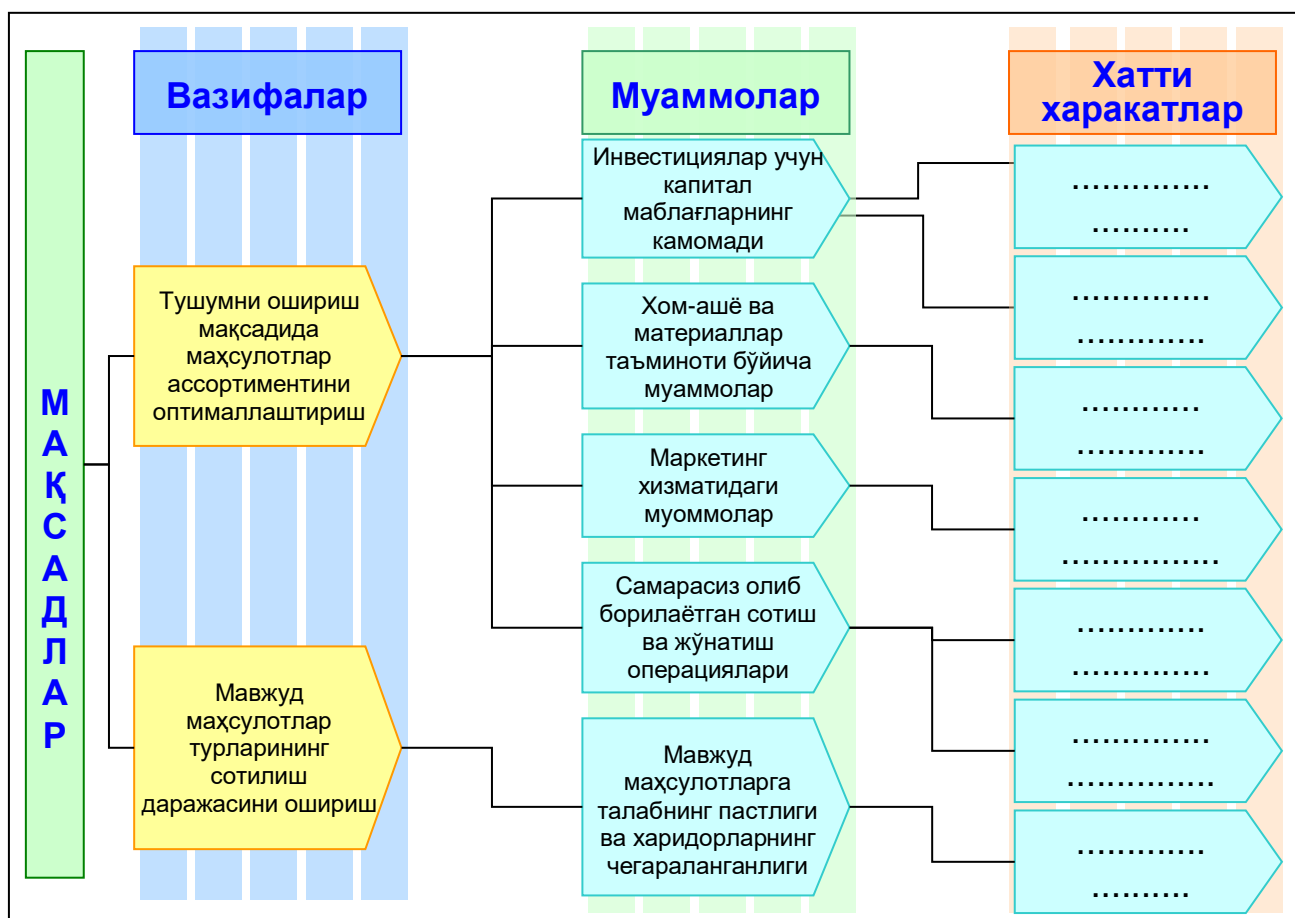 МАҚСАДЛАР
Вазифалар
Тушумни ошириш
мақсадида
маҳсулотлар
ассортиментини
оптималлаштириш
Мавжуд
маҳсулотлар
турларининг
сотилиш
даражасини ошириш
Муаммолар
Инвестициялар учун
капитал
маблағларнинг
камомади
Хом-ашё ва
материаллар
таъминоти бўйича
муаммолар
Маркетинг
хизматидаги
муоммолар
Самарасиз олиб
борилаётган сотиш
ва жўнатиш
операциялари
Мавжуд
маҳсулотларга
талабнинг пастлиги
ва харидорларнинг
чегараланганлиги
Хатти
харакатлар
..............
..........
..............
.............
............
.............
............
................
.............
.............
..............
...............
.............
..........